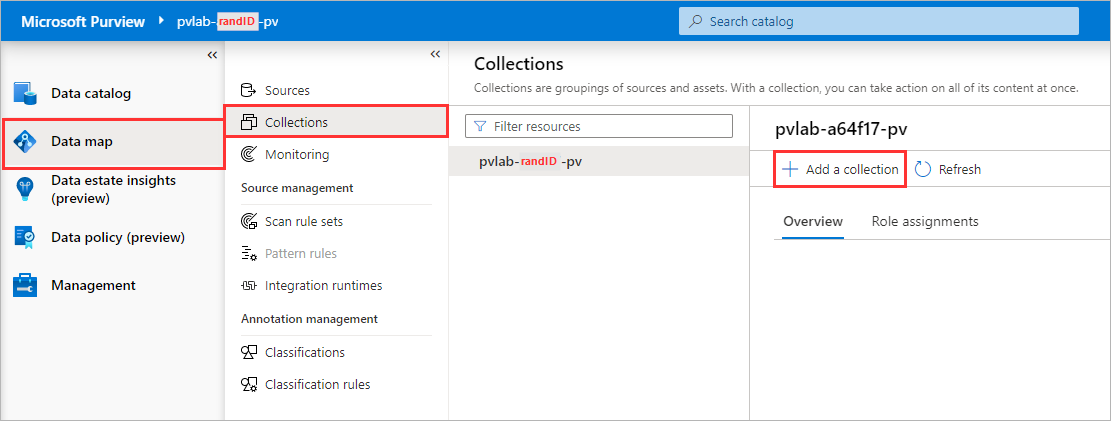 Microsoft Purview pvlab-randID-pv
Search catalog
Data catalog
Data map
Data estate insights
(preview)
Data policy (preview)
Management
Sources
Collections
Monitoring
Source management
Scan rule sets
Pattern rules
Integration runtimes
Annotation management
Classifications
Classification rules
Collections
Collections are groupings of sources and assets. With a collection, you can take action on all of its content at once.
Filter resources
pvlab-randID -pv
pvlab-a64f17-pv
Add a collection Refresh
Overview Role assignments